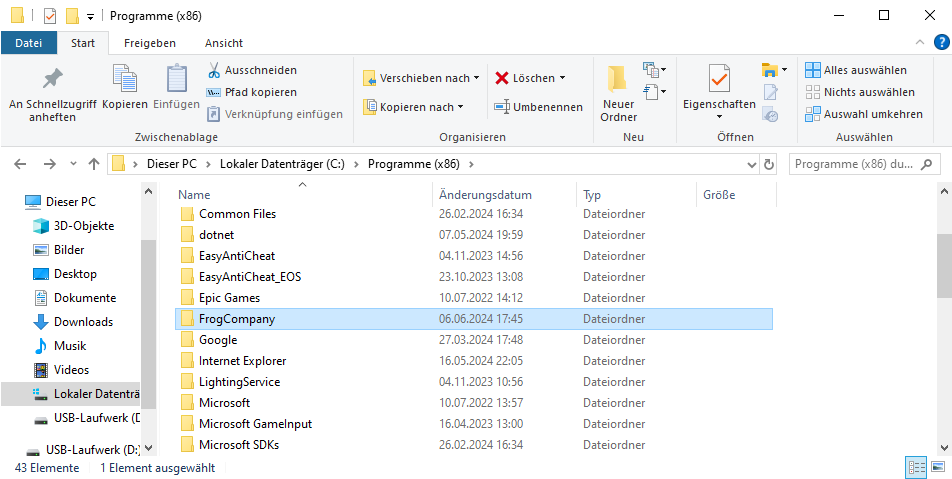 Programme (x86)
Datei Start Freigeben Ansicht
An Schnellzugriff anheften
Kopieren
Einfügen
Ausschneiden
Pfad kopieren
Verknüpfung einfügen
Zwischenablage
Verschieben nach
Kopieren nach
Löschen
Umbenennen
Organisieren
Neuer Ordner
Neu
Eigenschaften
Öffnen
Alles auswählen
Nichts auswählen
Auswahl umkehren
Auswählen
Dieser PC > Lokaler Datenträger (C:) > Programme (x86) >
Programme (x86) du...
Dieser PC
3D-Objekte
Bilder
Desktop
Dokumente
Downloads
Musik
Videos
Lokaler Datenträ
USB-Laufwerk (D
USB-Laufwerk (D:)
Name Änderungsdatum Typ Größe
Common Files 26.02.2024 16:34 Dateiordner
dotnet 07.05.2024 19:59 Dateiordner
EasyAntiCheat 04.11.2023 14:56 Dateiordner
EasyAntiCheat_EOS 23.10.2023 13:08 Dateiordner
Epic Games 10.07.2022 14:12 Dateiordner
FrogCompany 06.06.2024 17:45 Dateiordner
Google 27.03.2024 17:48 Dateiordner
Internet Explorer 16.05.2024 22:05 Dateiordner
LightingService 04.11.2023 10:56 Dateiordner
Microsoft 10.07.2022 13:57 Dateiordner
Microsoft GameInput 16.04.2023 13:00 Dateiordner
Microsoft SDKs 26.02.2024 16:34 Dateiordner
43 Elemente 1 Element ausgewählt